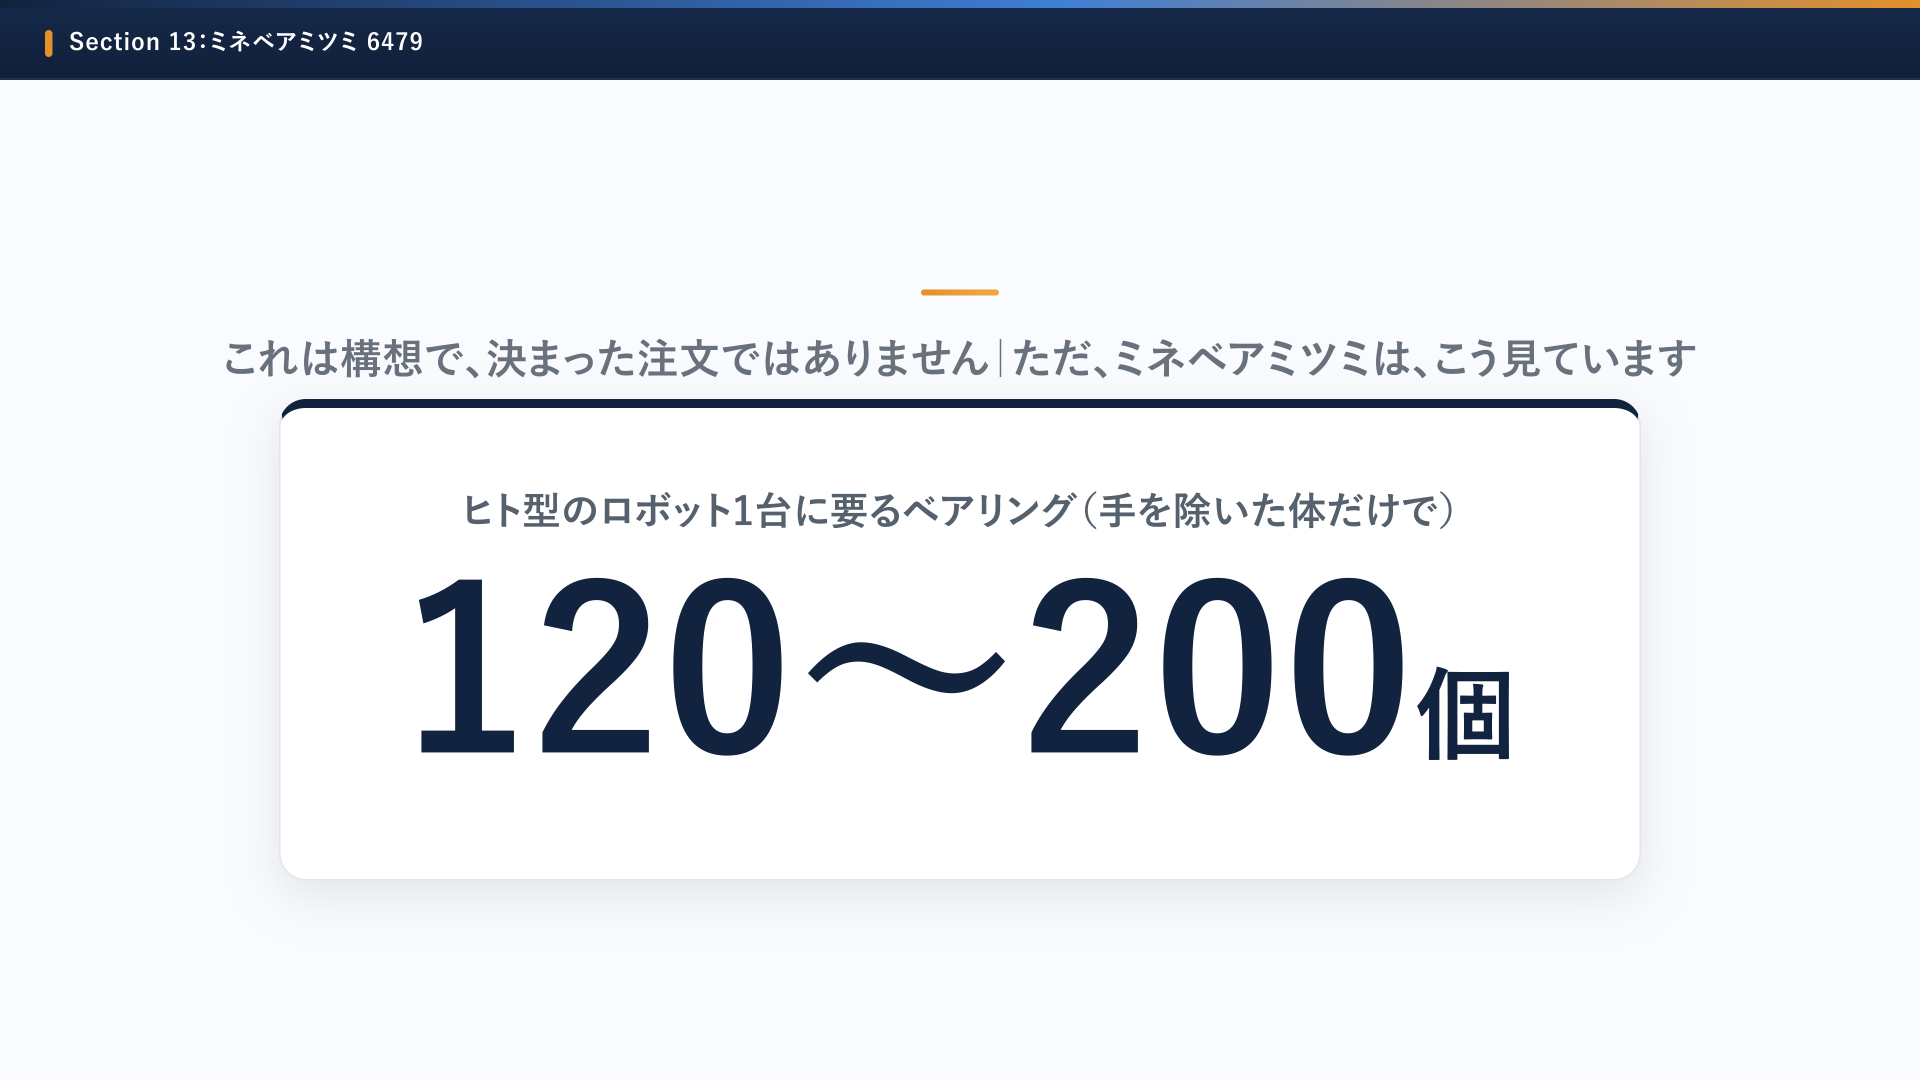 Section 13：ミネベアミツミ 6479
これは構想で、決まった注文ではありません｜ただ、ミネベアミツミは、こう見ています
ヒト型のロボット1台に要るベアリング（手を除いた体だけで）
120〜200個